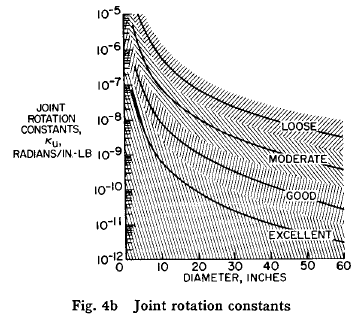 10-5
10-6
10-7
10-8
10-9
10-10
10-11
10-12
JOINT
ROTATION
CONSTANTS,
κu,
RADIANS/IN-LB
LOOSE
MODERATE
GOOD
EXCELLENT
0 10 20 30 40 50 60
DIAMETER, INCHES
Fig. 4b Joint rotation constants